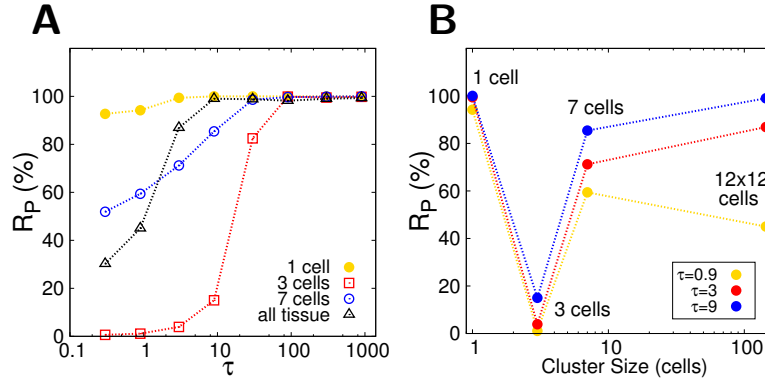 A
R_P (%)
120
100
80
60
40
20
0
0.1
1
10
100
1000
τ
1 cell
3 cells
7 cells
all tissue
B
R_P (%)
120
100
80
60
40
20
0
1
10
100
Cluster Size (cells)
1 cell
7 cells
12x12
cells
3 cells
τ=0.9
τ=3
τ=9